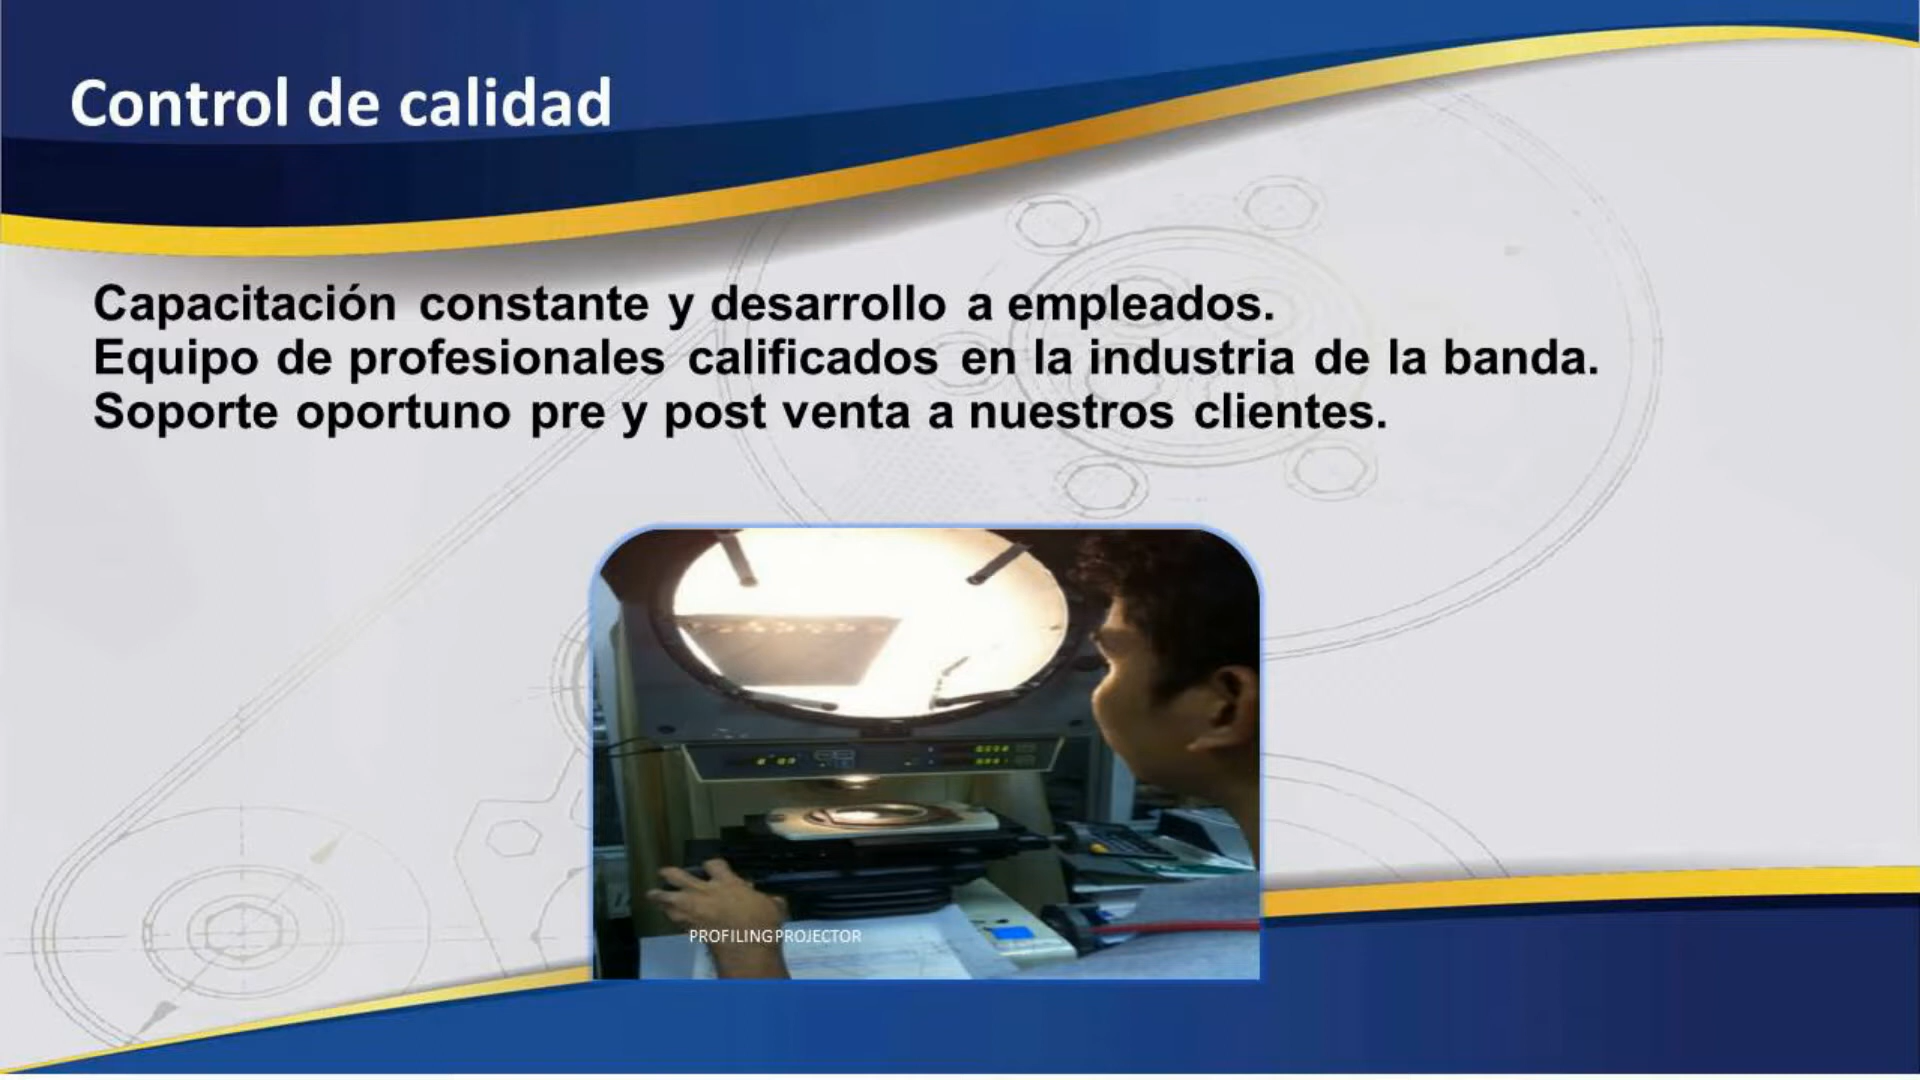 Control de calidad
Capacitación constante y desarrollo a empleados.
Equipo de profesionales calificados en la industria de la banda.
Soporte oportuno pre y post venta a nuestros clientes.
PROFILINGPROJECTOR